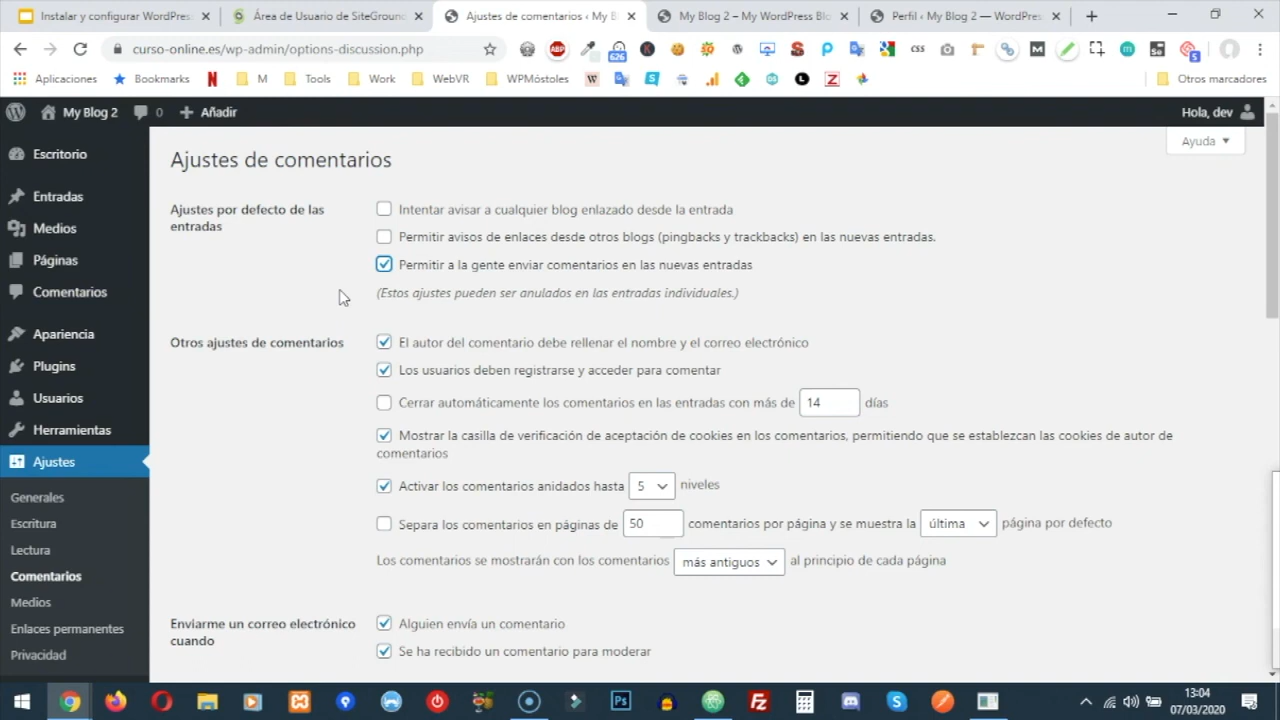 Instalar y configurar WordPres
Área de Usuario de SiteGround
Ajustes de comentarios ‹ My Bl
My Blog 2 – My WordPress Blo
Perfil ‹ My Blog 2 — WordPres
curso-online.es/wp-admin/options-discussion.php
ABP
626
CSS
5
Aplicaciones
Bookmarks
M
Tools
Work
WebVR
WPMóstoles
Otros marcadores
My Blog 2
0
Añadir
Hola, dev
Escritorio
Entradas
Medios
Páginas
Comentarios
Apariencia
Plugins
Usuarios
Herramientas
Ajustes
Generales
Escritura
Lectura
Comentarios
Medios
Enlaces permanentes
Privacidad
Ayuda
Ajustes de comentarios
Ajustes por defecto de las
entradas
Intentar avisar a cualquier blog enlazado desde la entrada
Permitir avisos de enlaces desde otros blogs (pingbacks y trackbacks) en las nuevas entradas.
Permitir a la gente enviar comentarios en las nuevas entradas
(Estos ajustes pueden ser anulados en las entradas individuales.)
Otros ajustes de comentarios
El autor del comentario debe rellenar el nombre y el correo electrónico
Los usuarios deben registrarse y acceder para comentar
Cerrar automáticamente los comentarios en las entradas con más de 14 días
Mostrar la casilla de verificación de aceptación de cookies en los comentarios, permitiendo que se establezcan las cookies de autor de
comentarios
Activar los comentarios anidados hasta 5 niveles
Separa los comentarios en páginas de 50 comentarios por página y se muestra la última página por defecto
Los comentarios se mostrarán con los comentarios más antiguos al principio de cada página
Enviarme un correo electrónico
cuando
Alguien envía un comentario
Se ha recibido un comentario para moderar
13:04
07/03/2020